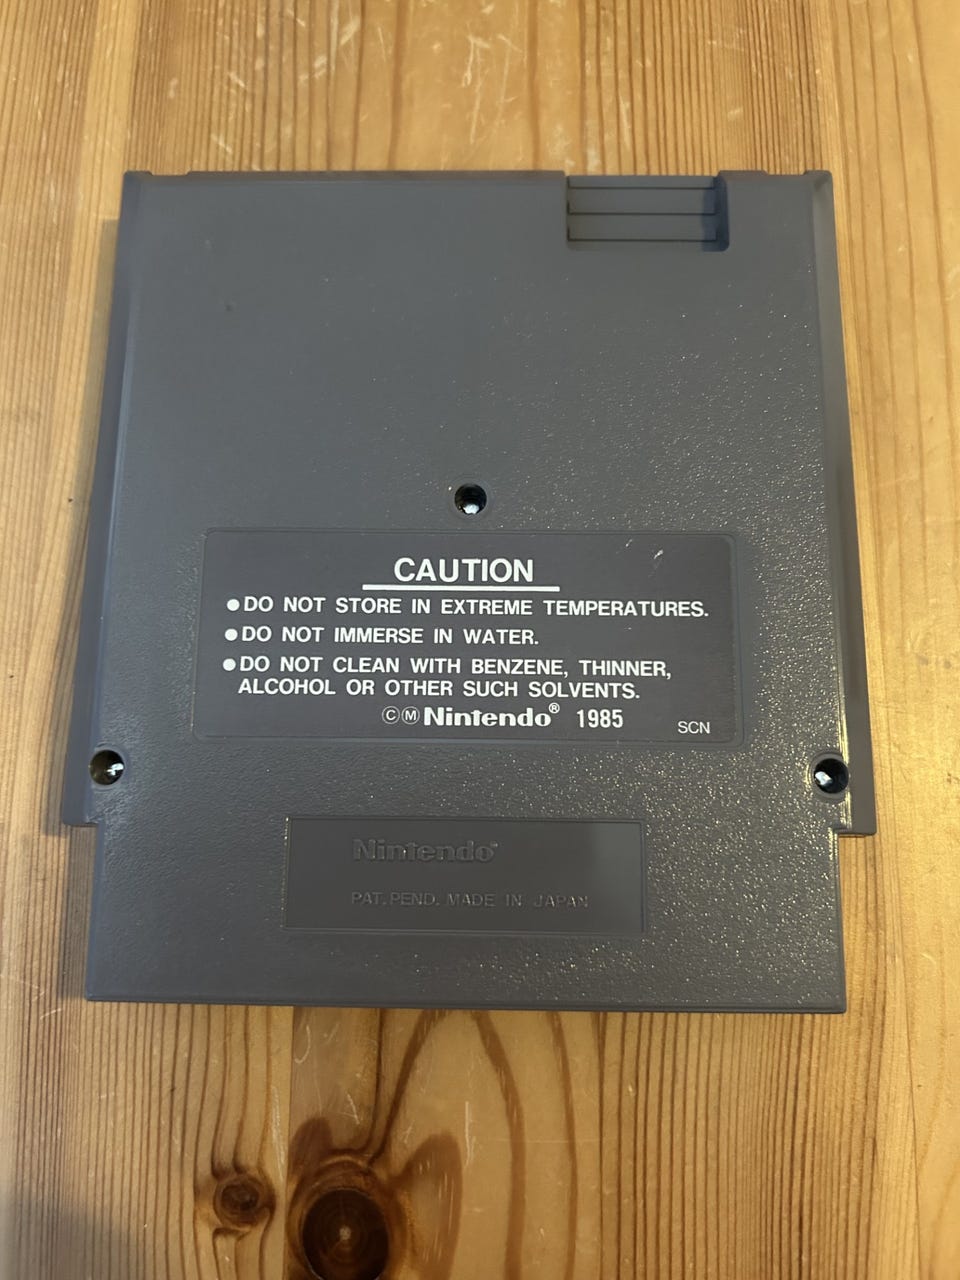 CAUTION
●DO NOT STORE IN EXTREME TEMPERATURES.
●DO NOT IMMERSE IN WATER.
●DO NOT CLEAN WITH BENZENE, THINNER,
ALCOHOL OR OTHER SUCH SOLVENTS.
ⒸⓂ Nintendo® 1985 SCN
Nintendo
PAT. PEND. MADE IN JAPAN